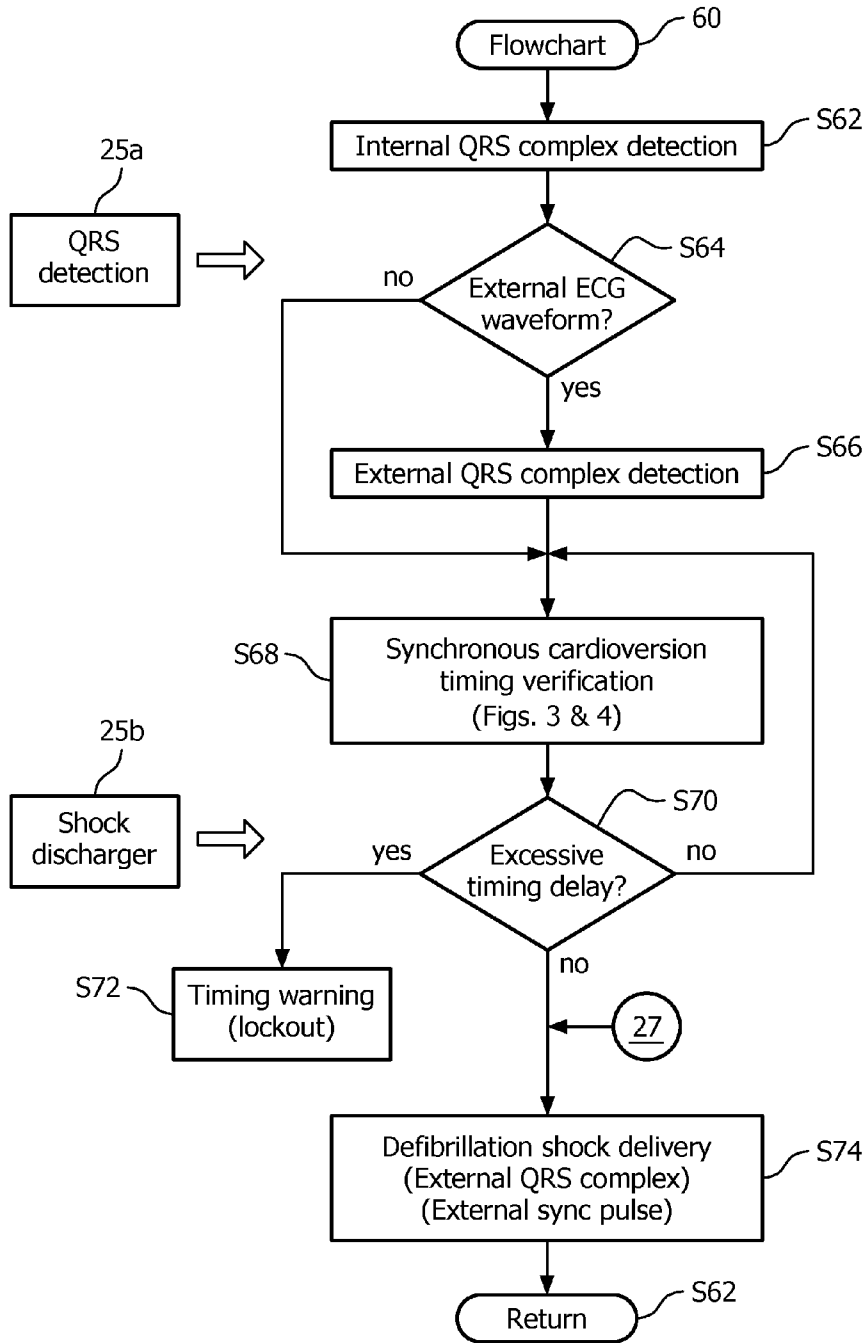 60
Flowchart
S62
Internal QRS complex detection
25a
QRS
detection
S64
no
External ECG
waveform?
yes
S66
External QRS complex detection
S68
Synchronous cardioversion
timing verification
(Figs. 3 & 4)
25b
Shock
discharger
S70
yes
Excessive
timing delay?
no
no
S72
Timing warning
(lockout)
27
Defibrillation shock delivery
(External QRS complex)
(External sync pulse)
S74
S62
Return